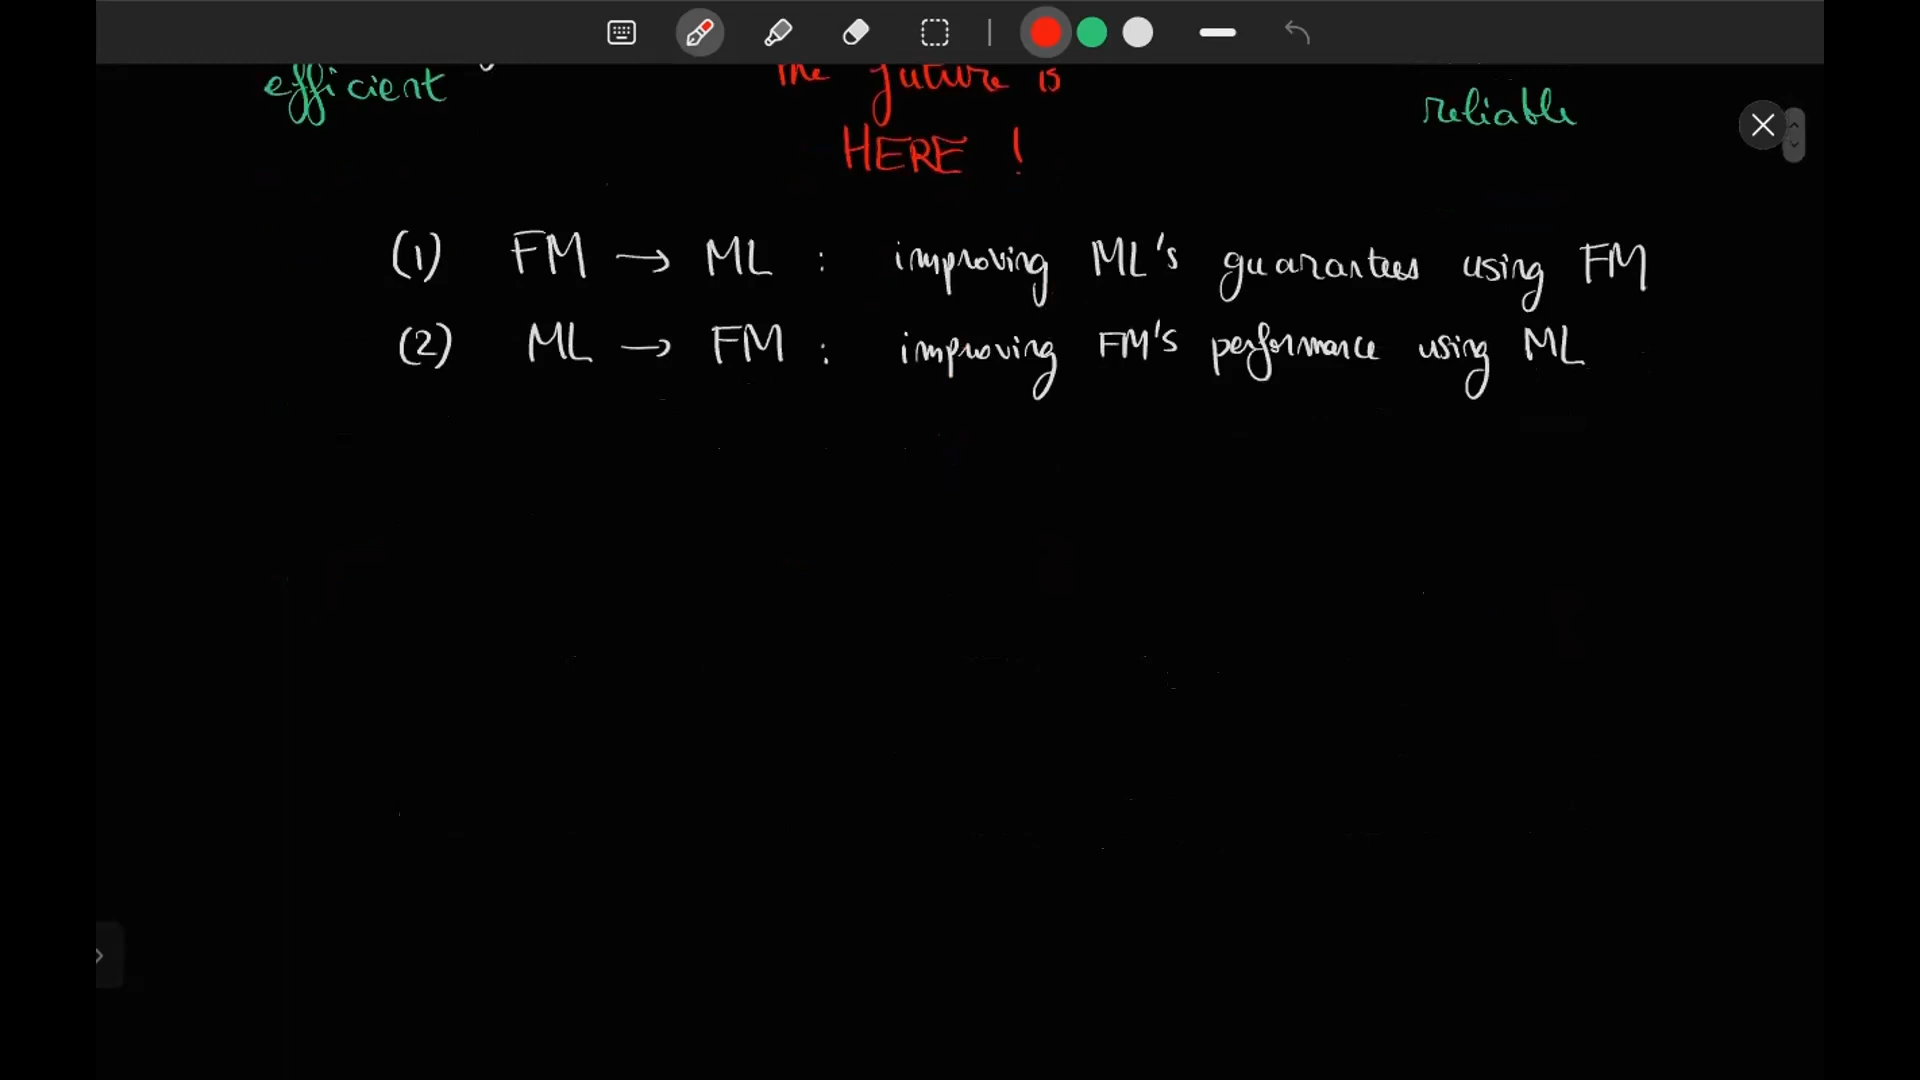 efficient
the future is
reliable
HERE !
(1) FM → ML : improving ML's guarantees using FM
(2) ML → FM : improving FM's performance using ML